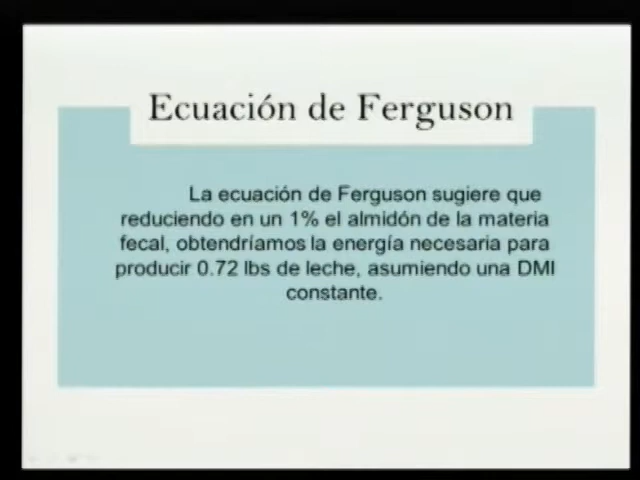 Ecuación de Ferguson
La ecuación de Ferguson sugiere que
reduciendo en un 1% el almidón de la materia
fecal, obtendríamos la energía necesaria para
producir 0.72 lbs de leche, asumiendo una DMI
constante.